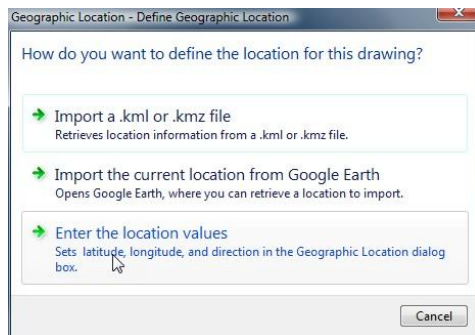 Geographic Location - Define Geographic Location
How do you want to define the location for this drawing?
Import a .kml or .kmz file
Retrieves location information from a .kml or .kmz file.
Import the current location from Google Earth
Opens Google Earth, where you can retrieve a location to import.
Enter the location values
Sets latitude, longitude, and direction in the Geographic Location dialog
box.
Cancel